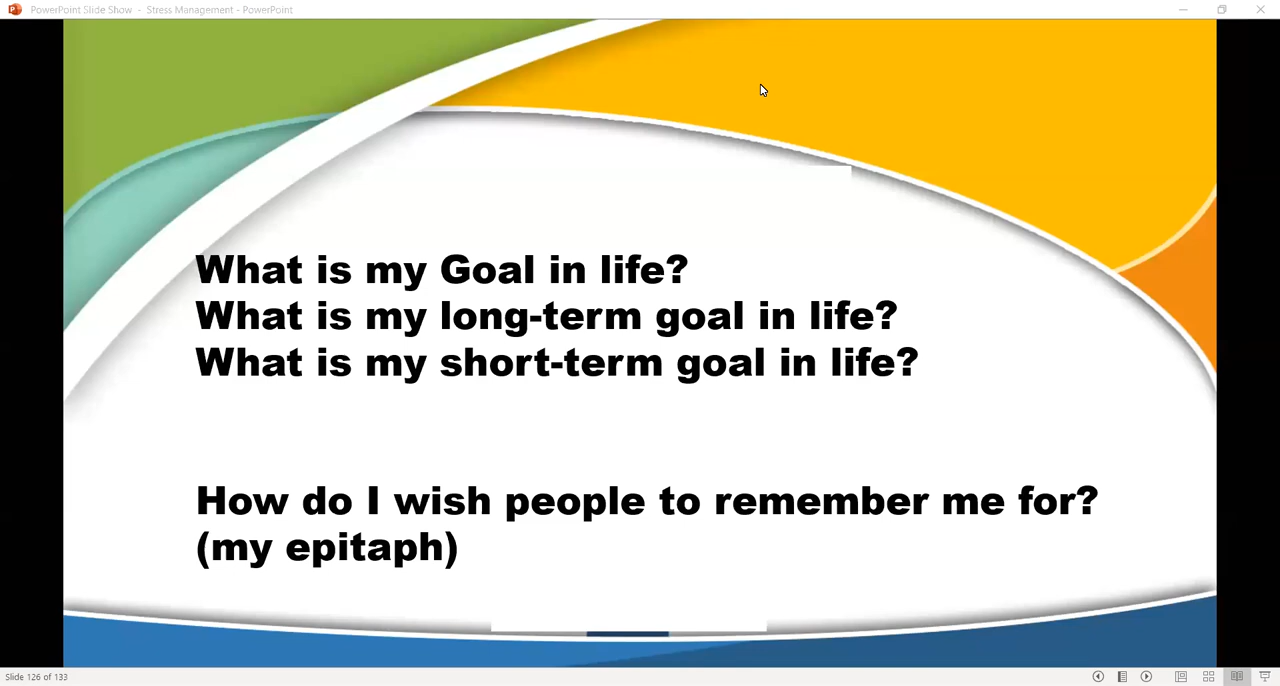 PowerPoint Slide Show - Stress Management - PowerPoint
What is my Goal in life?
What is my long-term goal in life?
What is my short-term goal in life?
How do I wish people to remember me for?
(my epitaph)
Slide 126 of 133